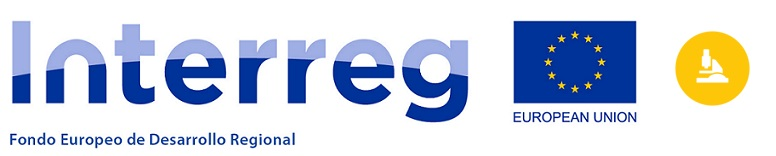 Interreg
EUROPEAN UNION
Fondo Europeo de Desarrollo Regional